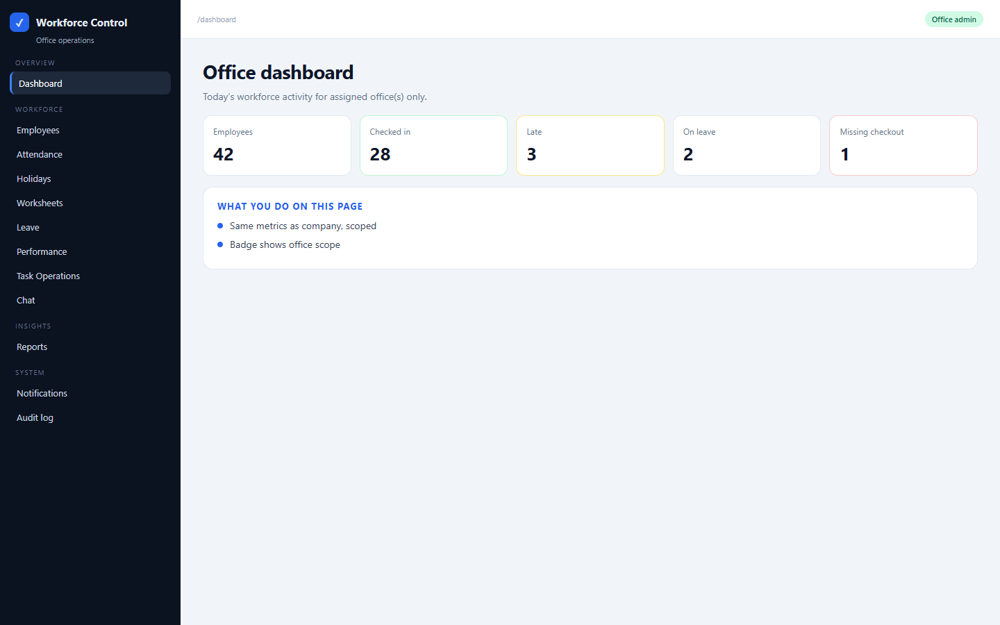 Workforce Control
Office operations
OVERVIEW
Dashboard
WORKFORCE
Employees
Attendance
Holidays
Worksheets
Leave
Performance
Task Operations
Chat
INSIGHTS
Reports
SYSTEM
Notifications
Audit log
/dashboard
Office admin
Office dashboard
Today's workforce activity for assigned office(s) only.
Employees
42
Checked in
28
Late
3
On leave
2
Missing checkout
1
WHAT YOU DO ON THIS PAGE
Same metrics as company, scoped
Badge shows office scope